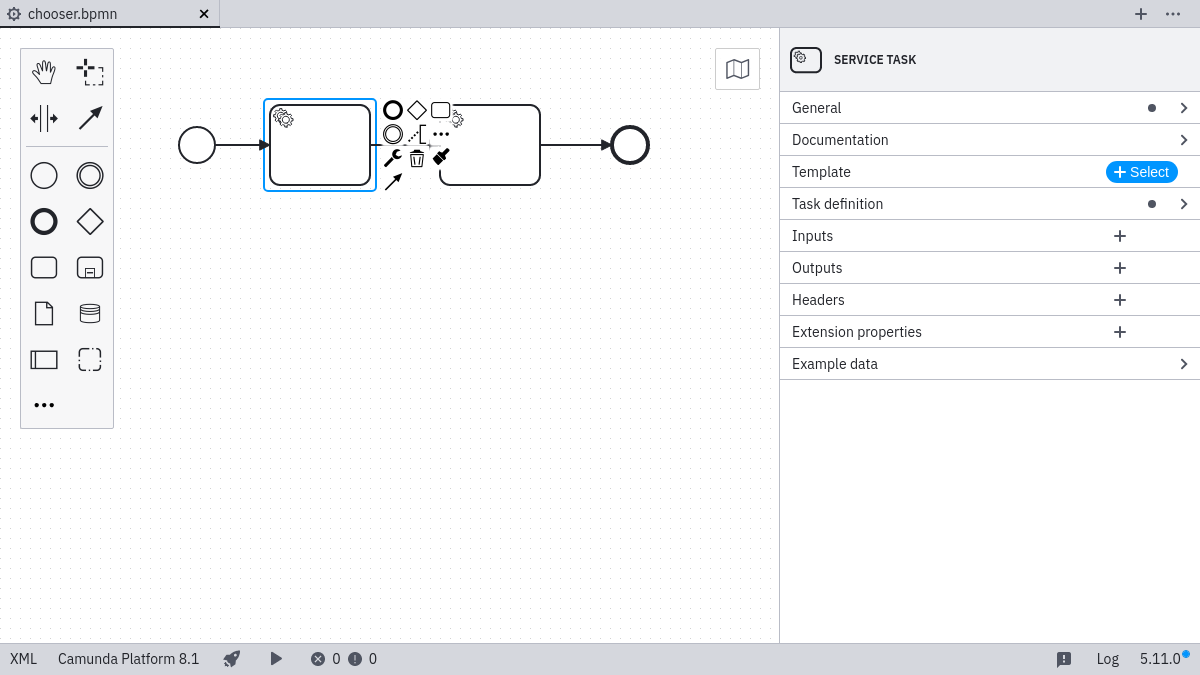 chooser.bpmn
SERVICE TASK
General
Documentation
Template
Select
Task definition
Inputs
Outputs
Headers
Extension properties
Example data
XML
Camunda Platform 8.1
0
0
Log
5.11.0